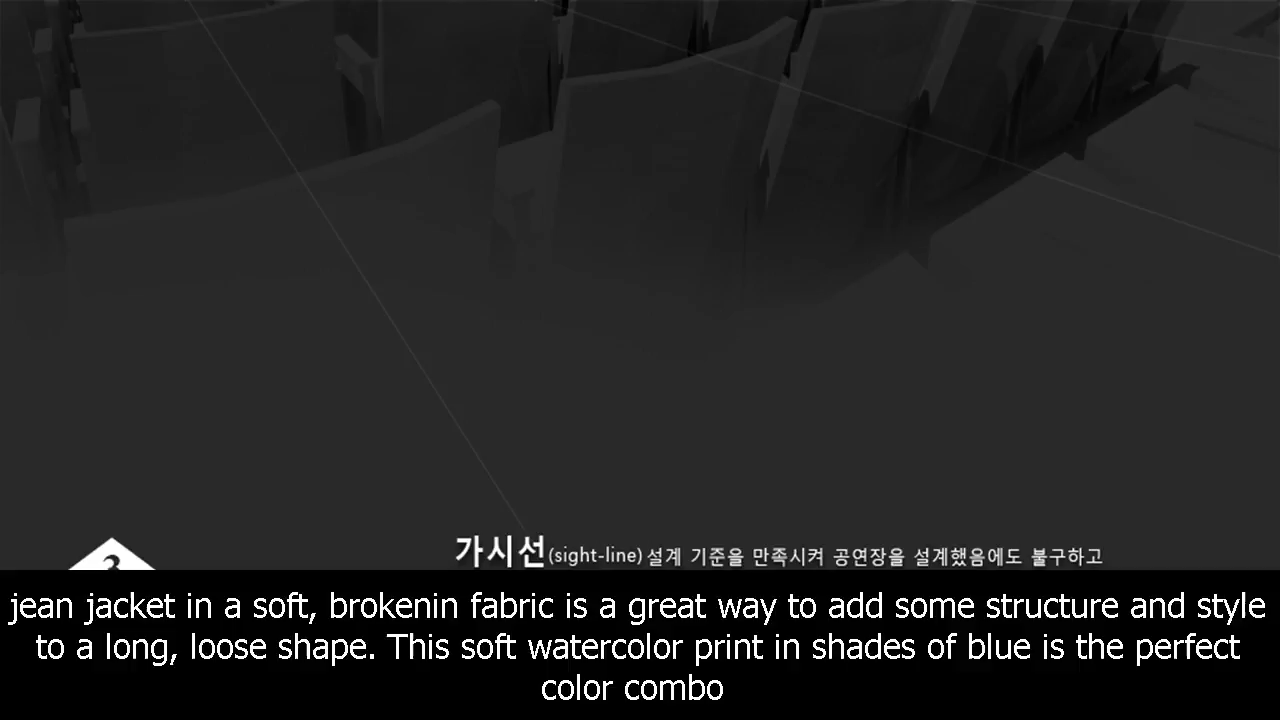 3
가시선(sight-line) 설계 기준을 만족시켜 공연장을 설계했음에도 불구하고
jean jacket in a soft, brokenin fabric is a great way to add some structure and style
to a long, loose shape. This soft watercolor print in shades of blue is the perfect
color combo